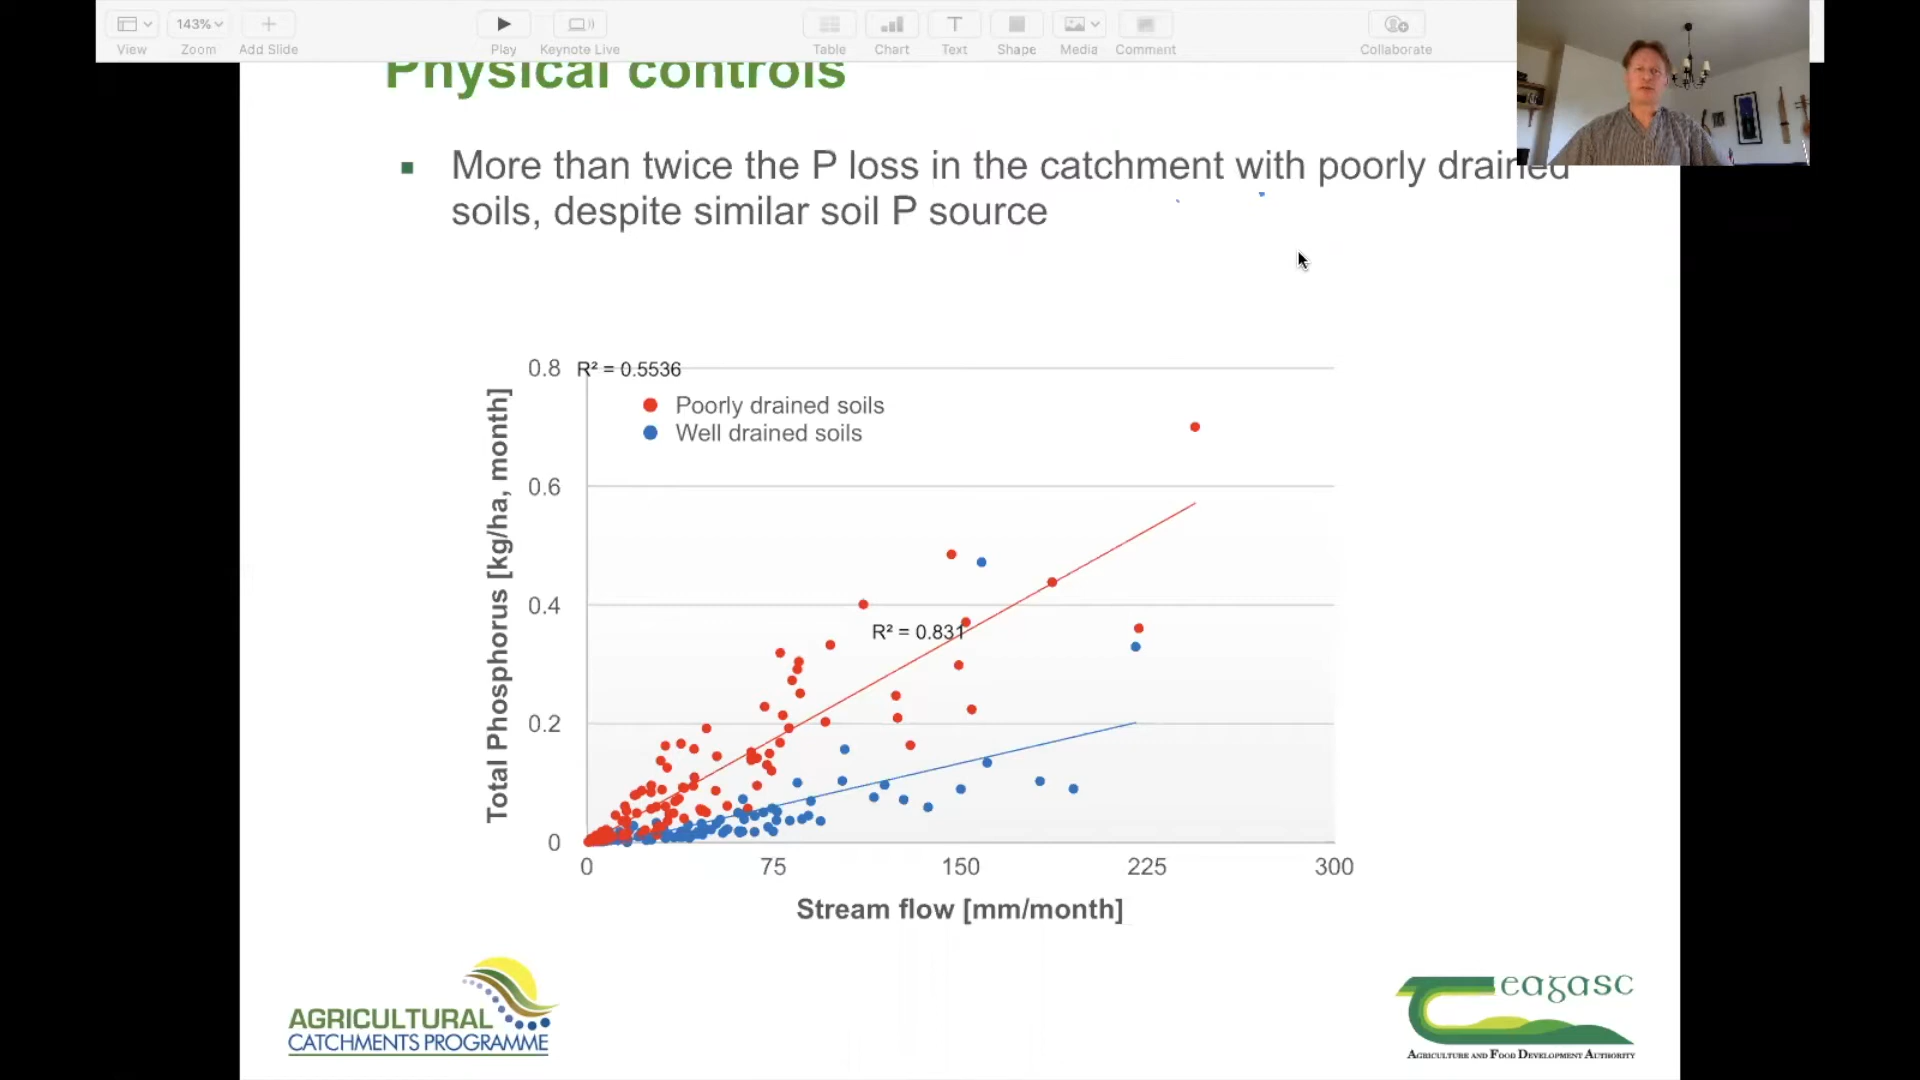 143%
View
Zoom
Add Slide
Play
Keynote Live
Table
Chart
Text
Shape
Media
Comment
Collaborate
Physical controls
More than twice the P loss in the catchment with poorly drained
soils, despite similar soil P source
Total Phosphorus [kg/ha, month]
0.8
0.6
0.4
0.2
0
R² = 0.5536
Poorly drained soils
Well drained soils
R² = 0.831
0
75
150
225
300
Stream flow [mm/month]
AGRICULTURAL
CATCHMENTS PROGRAMME
eagasc
AGRICULTURE AND FOOD DEVELOPMENT AUTHORITY